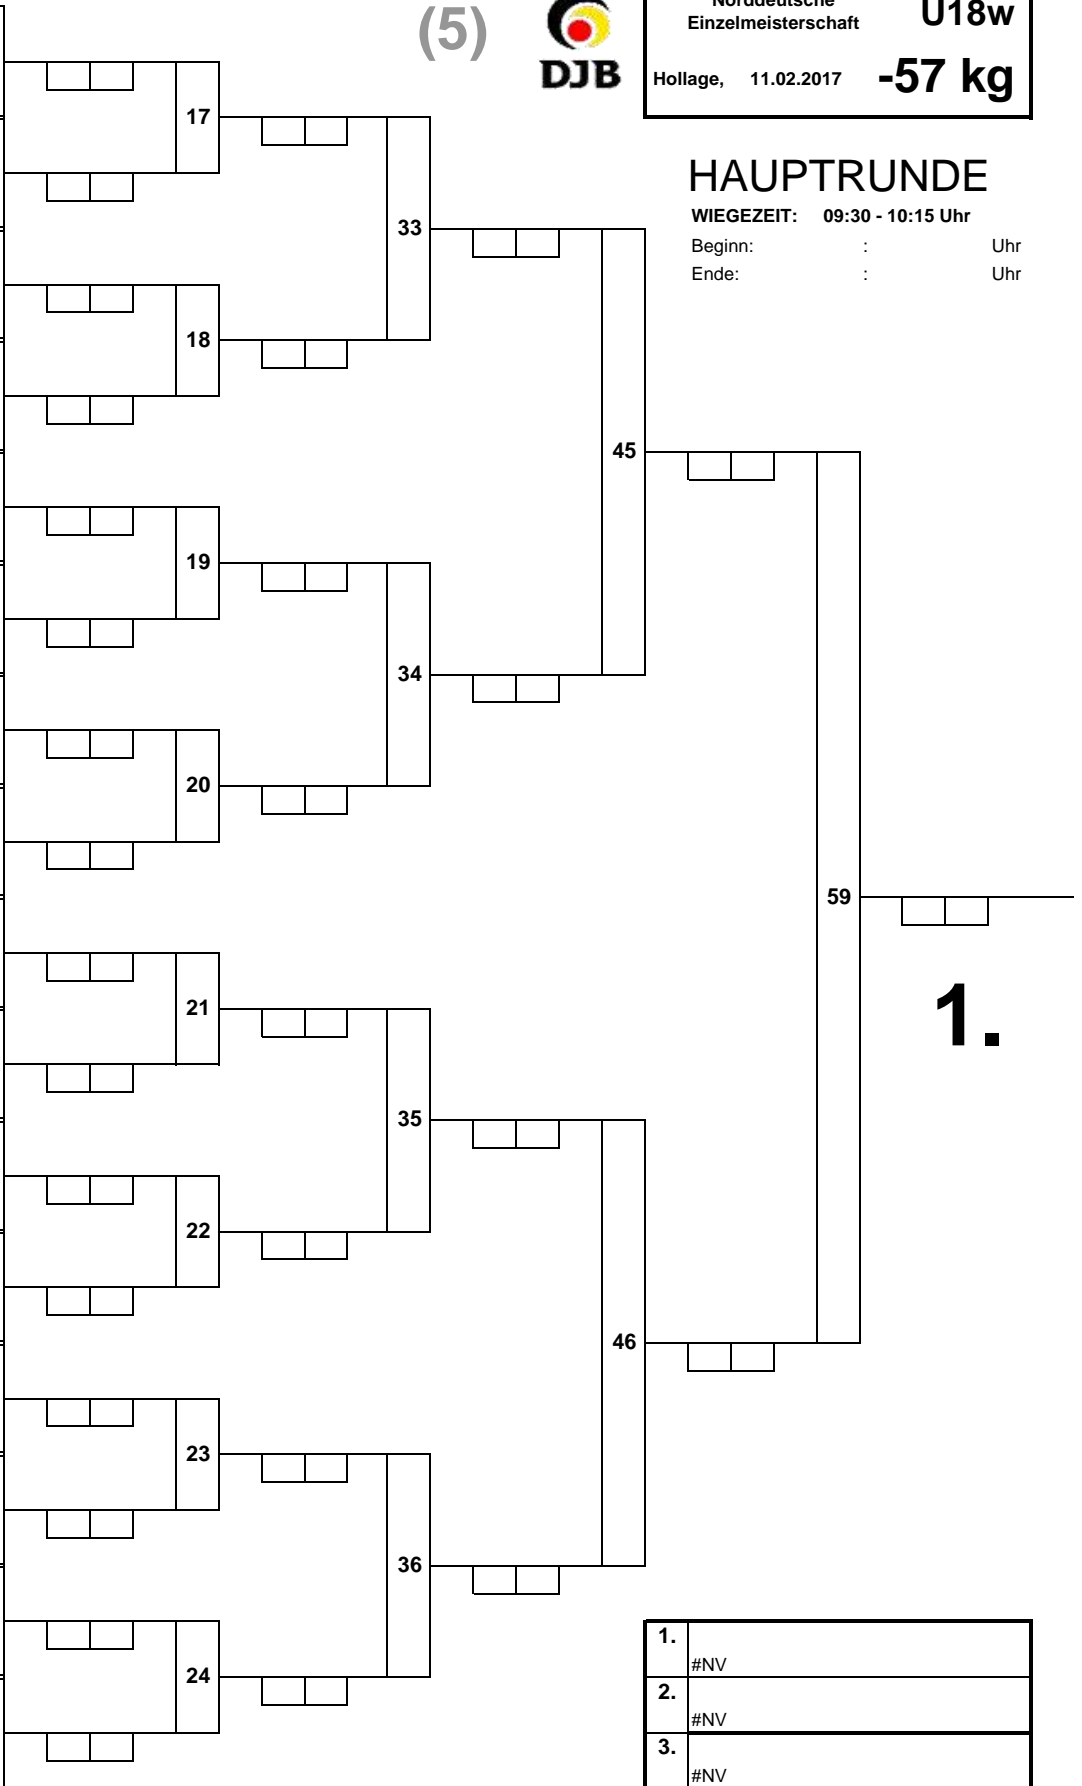 (5)
DJB
Norddeutsche
Einzelmeisterschaft
U18w
Hollage, 11.02.2017
-57 kg
HAUPTRUNDE
WIEGEZEIT: 09:30 - 10:15 Uhr
Beginn: : Uhr
Ende: : Uhr
17
33
18
45
19
34
20
59
21
1.
35
22
46
23
36
24
1.
#NV
2.
#NV
3.
#NV